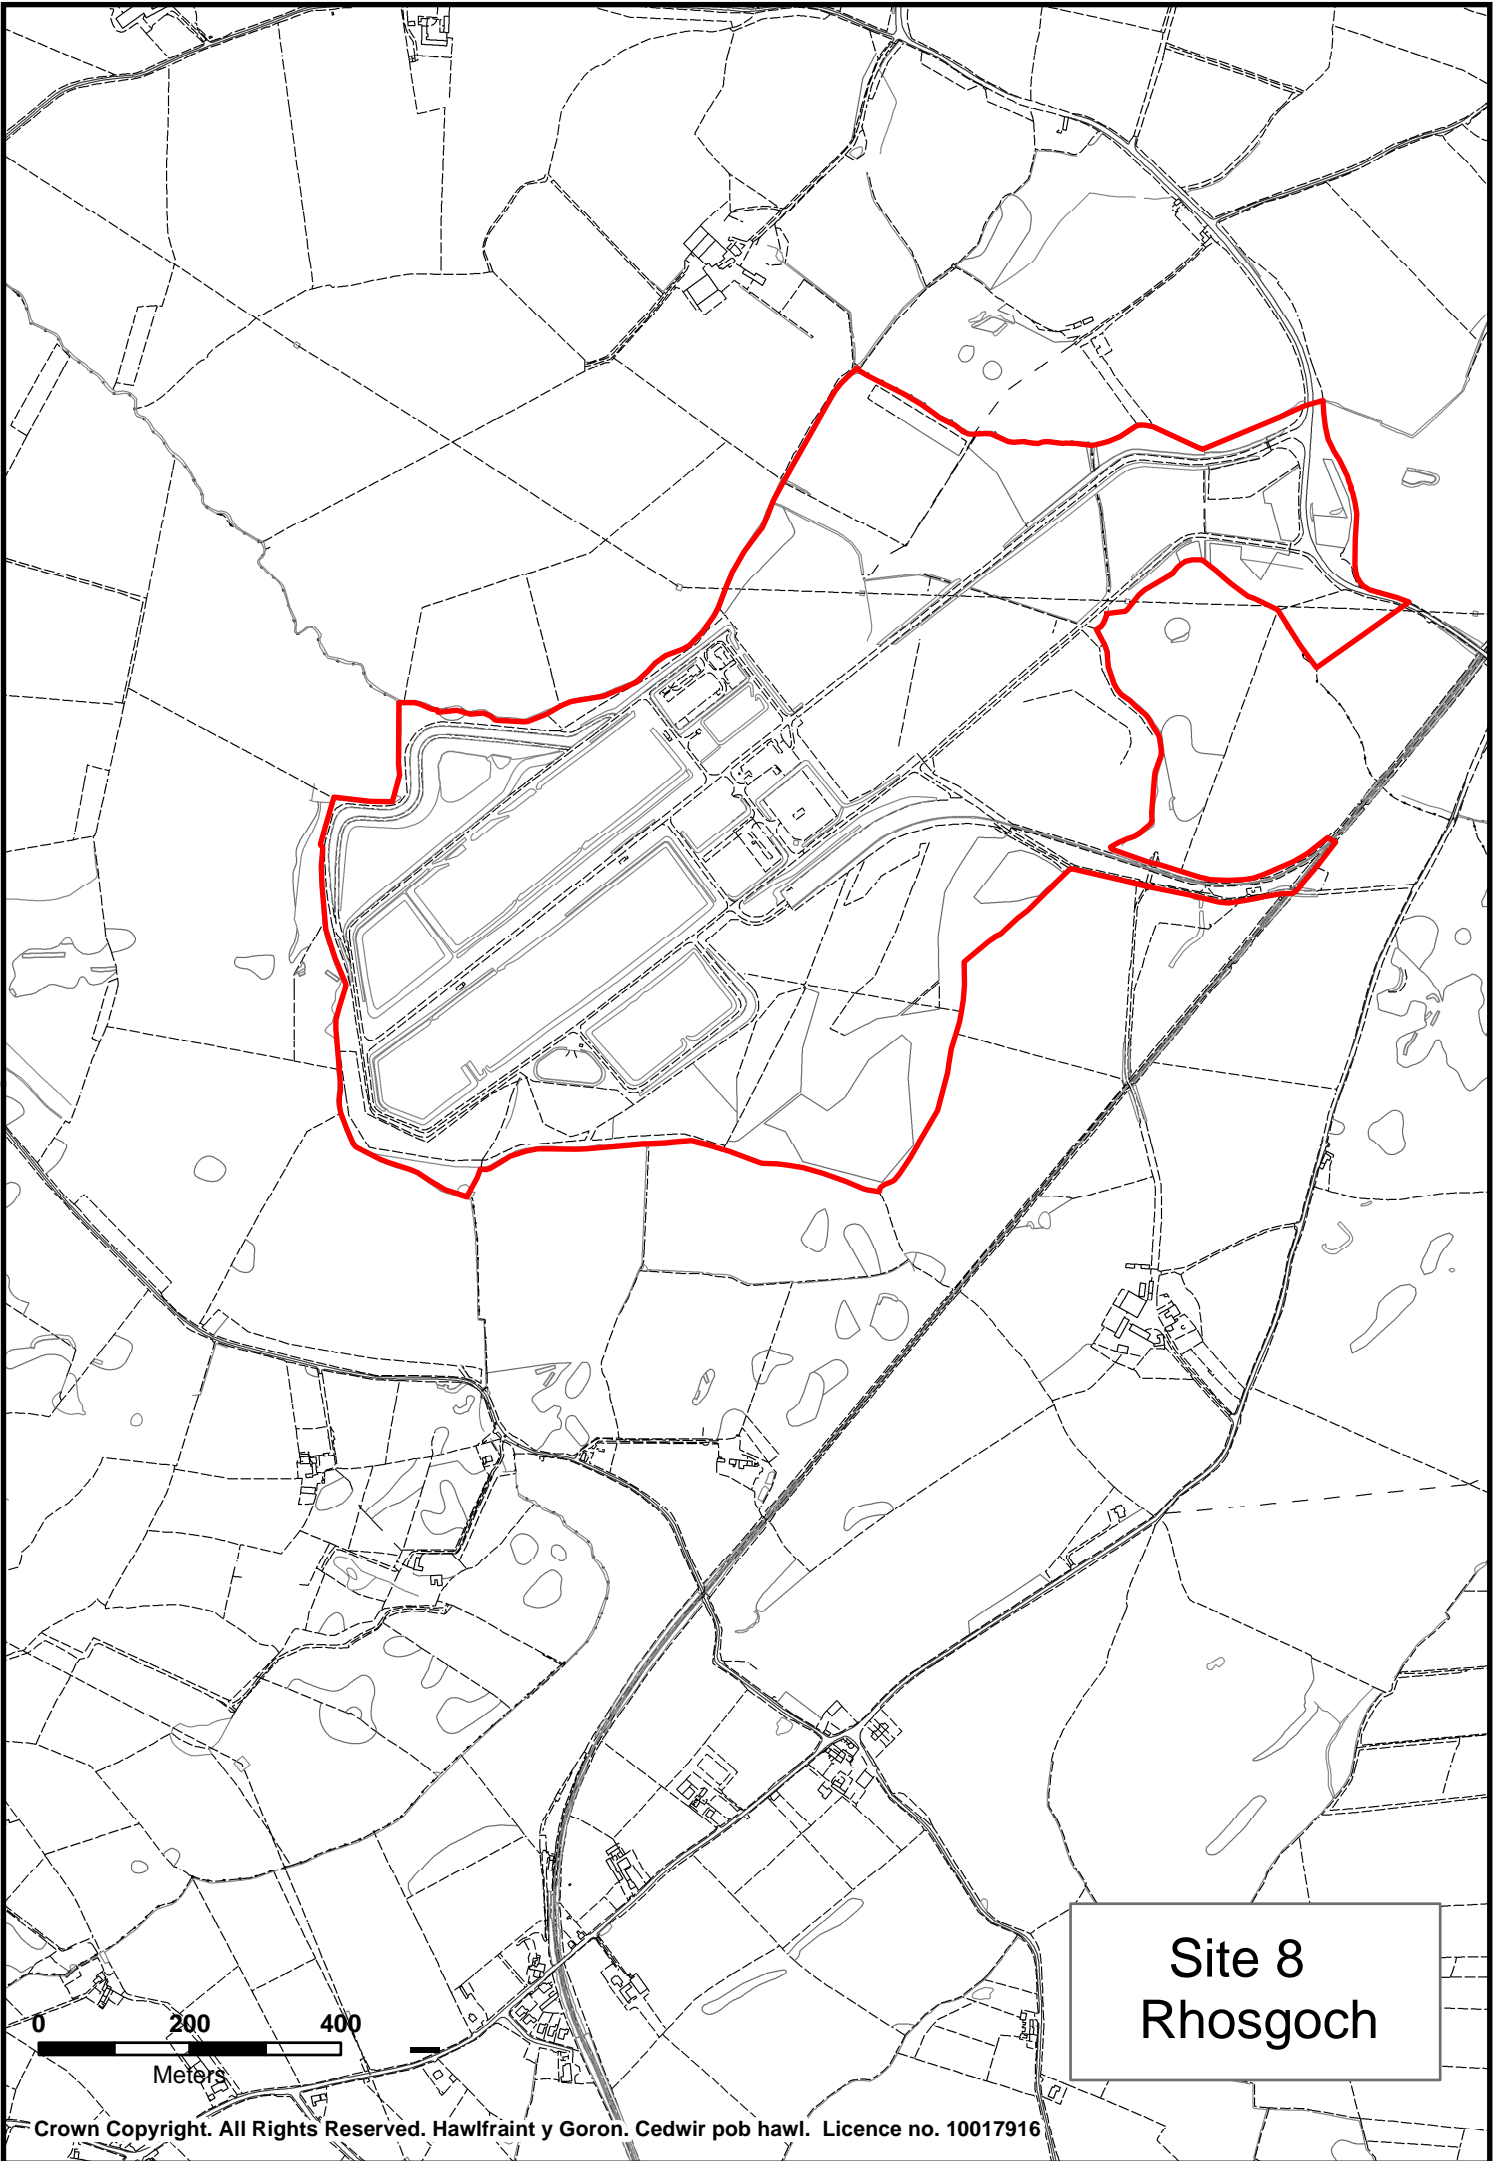 Site 8
Rhosgoch
0 200 400
Meters
Crown Copyright. All Rights Reserved. Hawlfraint y Goron. Cedwir pob hawl. Licence no. 10017916